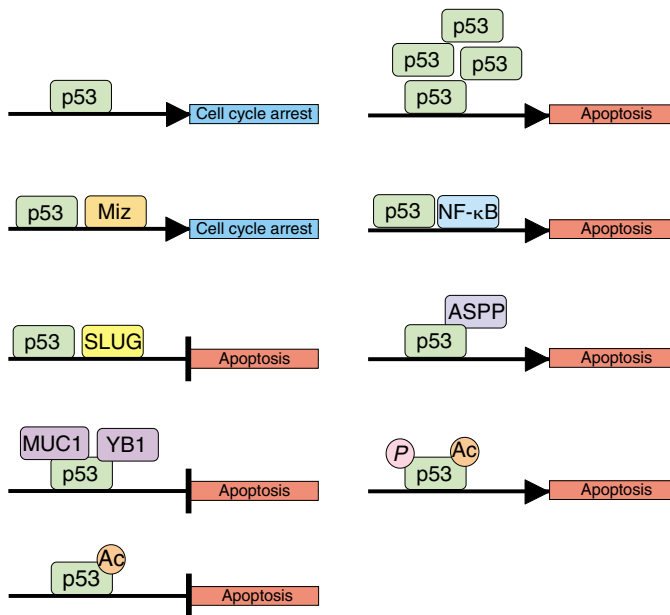 p53
Cell cycle arrest
p53
p53
p53
p53
Apoptosis
p53
Miz
Cell cycle arrest
p53
NF-κB
Apoptosis
p53
SLUG
Apoptosis
ASPP
p53
Apoptosis
MUC1
YB1
p53
Apoptosis
P
Ac
p53
Apoptosis
Ac
p53
Apoptosis